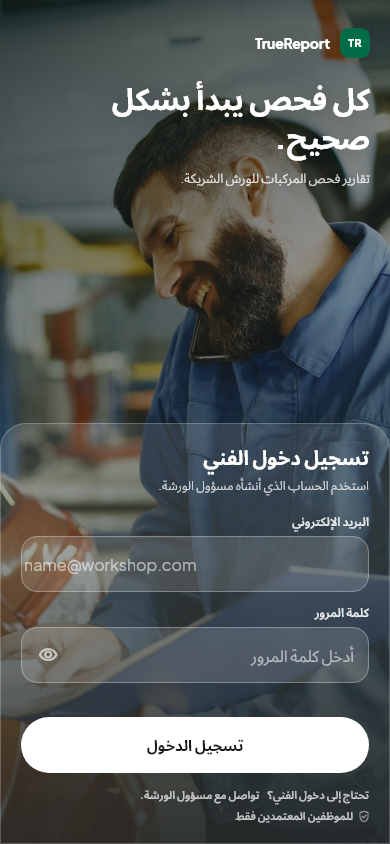 TrueReport TR
كل فحص يبدأ بشكل
صحيح.
تقارير فحص المركبات للورش الشريكة.
تسجيل دخول الفني
استخدم الحساب الذي أنشأه مسؤول الورشة.
البريد الإلكتروني
name@workshop.com
كلمة المرور
أدخل كلمة المرور
تسجيل الدخول
تحتاج إلى دخول الفني؟ تواصل مع مسؤول الورشة.
للموظفين المعتمدين فقط